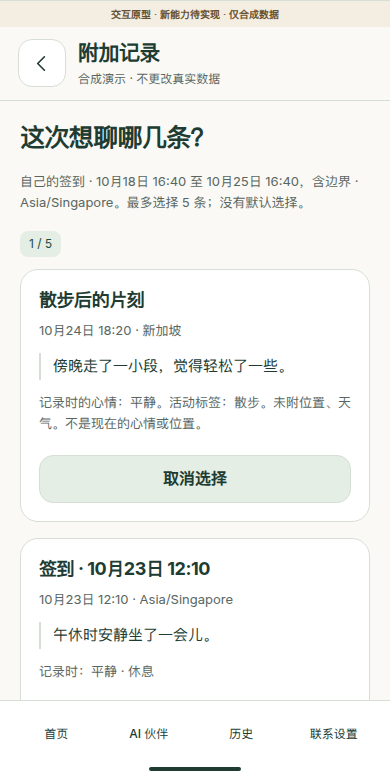 交互原型 · 新能力待实现 · 仅合成数据
附加记录
合成演示 · 不更改真实数据
这次想聊哪几条？
自己的签到 · 10月18日 16:40 至 10月25日 16:40，含边界 ·
Asia/Singapore。最多选择 5 条；没有默认选择。
1 / 5
散步后的片刻
10月24日 18:20 · 新加坡
傍晚走了一小段，觉得轻松了一些。
记录时的心情：平静。活动标签：散步。未附位置、天
气。不是现在的心情或位置。
取消选择
签到 · 10月23日 12:10
10月23日 12:10 · Asia/Singapore
午休时安静坐了一会儿。
记录时：平静 · 休息
首页
AI 伙伴
历史
联系设置